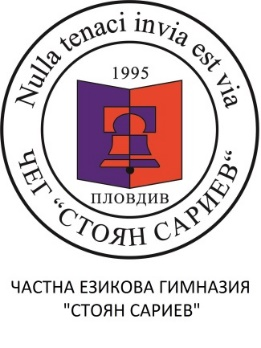 Nulla tenaci invia est via
1995
ПЛОВДИВ
ЧЕГ "СТОЯН САРИЕВ"
ЧАСТНА ЕЗИКОВА ГИМНАЗИЯ
"СТОЯН САРИЕВ"